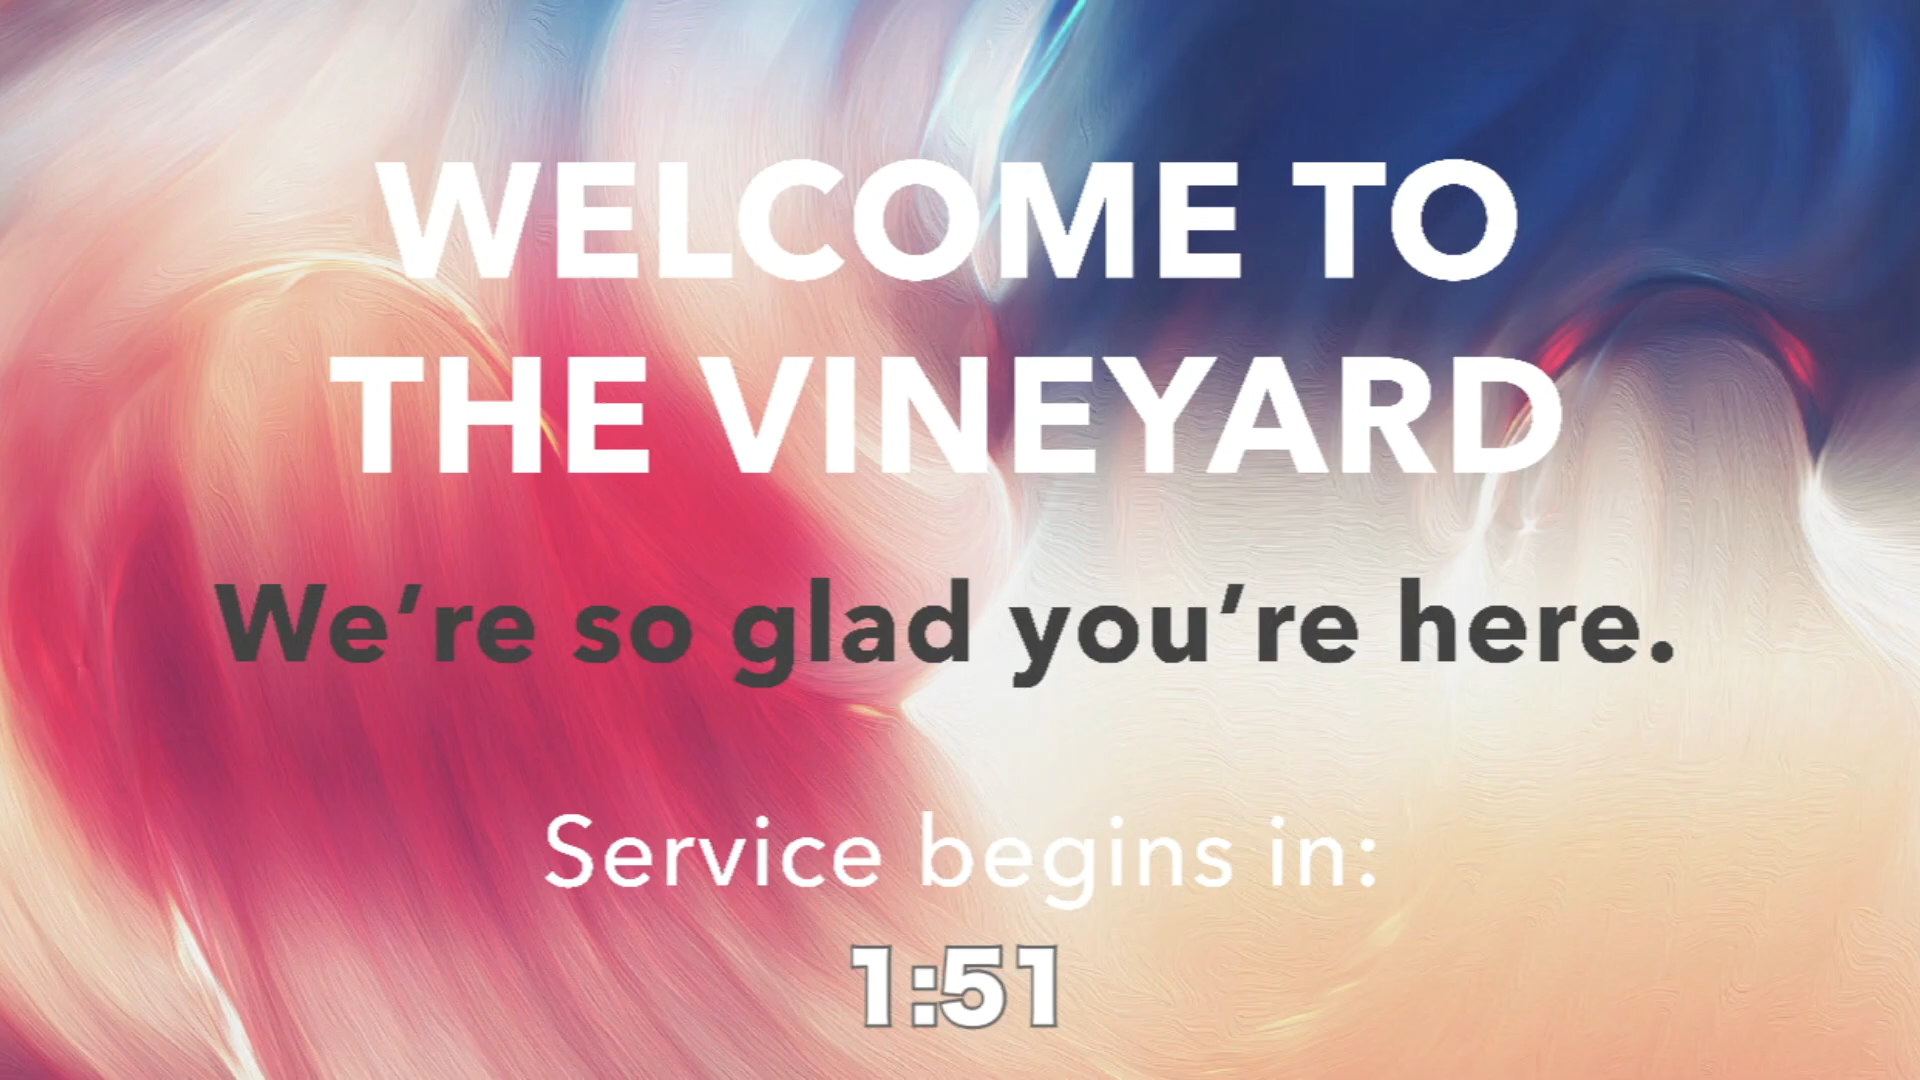 WELCOME TO
THE VINEYARD
We’re so glad you’re here.
Service begins in:
1:51